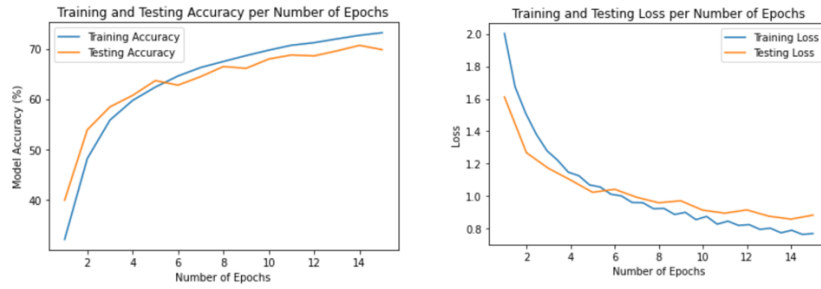 Training and Testing Accuracy per Number of Epochs
Training Accuracy
Testing Accuracy
Model Accuracy (%)
70
60
50
40
2 4 6 8 10 12 14
Number of Epochs
Training and Testing Loss per Number of Epochs
Training Loss
Testing Loss
Loss
2.0
1.8
1.6
1.4
1.2
1.0
0.8
2 4 6 8 10 12 14
Number of Epochs